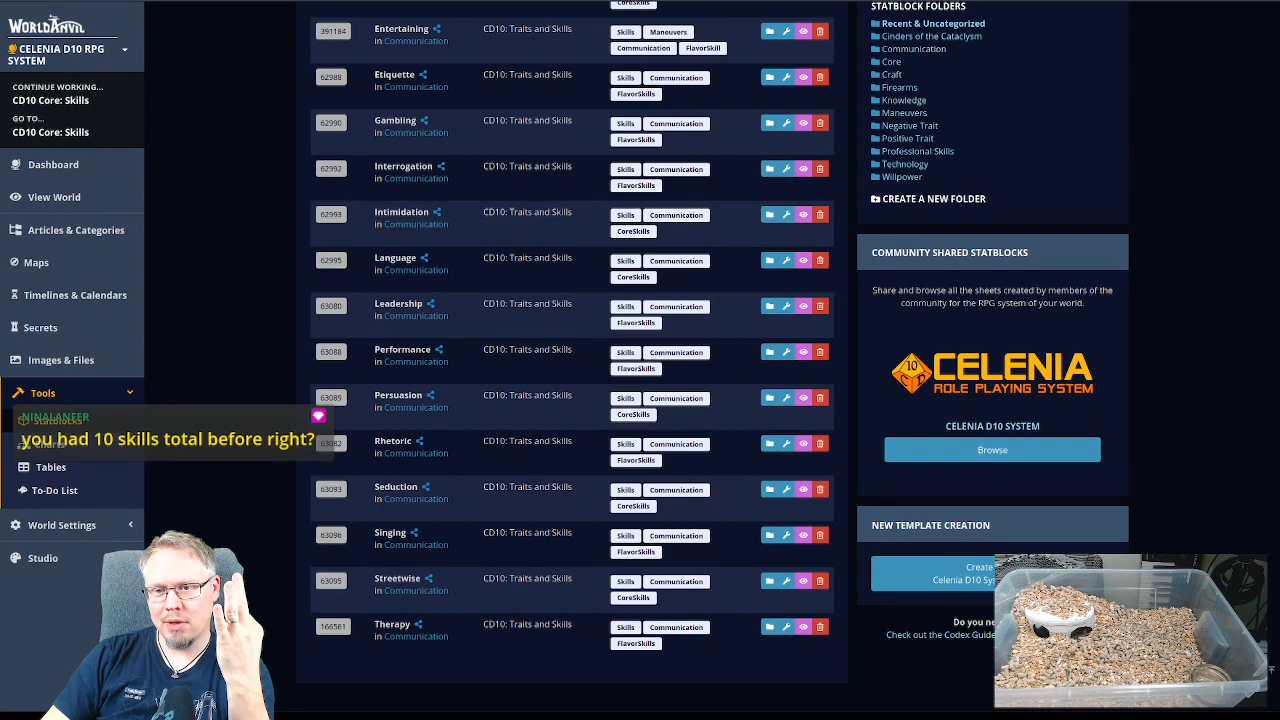 WORLDANVIL
CELENIA D10 RPG SYSTEM
CONTINUE WORKIN...
CD10 Core: Skills
GO TO...
CD10 Core: Skills
Dashboard
View World
Articles & Categories
Maps
Timelines & Calendars
Secrets
Images & Files
Tools
NINALANEER
you had 10 skills total before right?
Tables
To-Do List
World Settings
Studio
CoreSkills
391184 Entertaining in Communication Skills Maneuvers Communication FlavorSkill
62988 Etiquette in Communication CD10: Traits and Skills Skills Communication FlavorSkills
62990 Gambling in Communication CD10: Traits and Skills Skills Communication FlavorSkills
62992 Interrogation in Communication CD10: Traits and Skills Skills Communication FlavorSkills
62993 Intimidation in Communication CD10: Traits and Skills Skills Communication CoreSkills
62995 Language in Communication CD10: Traits and Skills Skills Communication CoreSkills
63080 Leadership in Communication CD10: Traits and Skills Skills Communication FlavorSkills
63088 Performance in Communication CD10: Traits and Skills Skills Communication FlavorSkills
63089 Persuasion in Communication CD10: Traits and Skills Skills Communication CoreSkills
63082 Rhetoric in Communication CD10: Traits and Skills Skills Communication FlavorSkills
63093 Seduction in Communication CD10: Traits and Skills Skills Communication CoreSkills
63096 Singing in Communication CD10: Traits and Skills Skills Communication FlavorSkills
63095 Streetwise in Communication CD10: Traits and Skills Skills Communication CoreSkills
166561 Therapy in Communication CD10: Traits and Skills Skills Communication FlavorSkills
STATBLOCK FOLDERS
Recent & Uncategorized
Cinders of the Cataclysm
Communication
Core
Craft
Firearms
Knowledge
Maneuvers
Negative Trait
Positive Trait
Professional Skills
Technology
Willpower
CREATE A NEW FOLDER
COMMUNITY SHARED STATBLOCKS
Share and browse all the sheets created by members of the
community for the RPG system of your world.
10
CELENIA
ROLE PLAYING SYSTEM
CELENIA D10 SYSTEM
Browse
NEW TEMPLATE CREATION
Create
Celenia D10 Sys
Do you ne
Check out the Codex Guide